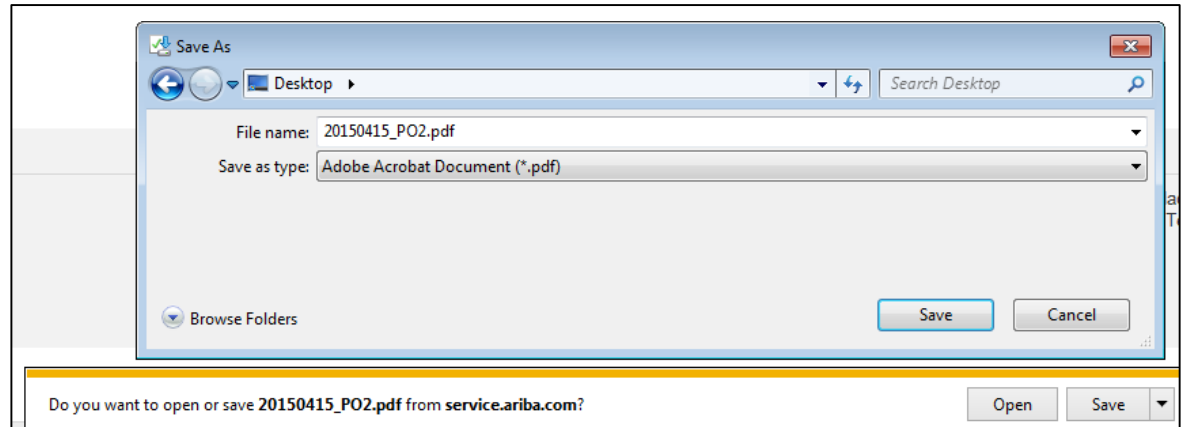 Save As
Desktop
Search Desktop
File name: 20150415_PO2.pdf
Save as type: Adobe Acrobat Document (*.pdf)
Browse Folders
Save Cancel
Do you want to open or save 20150415_PO2.pdf from service.ariba.com?
Open Save